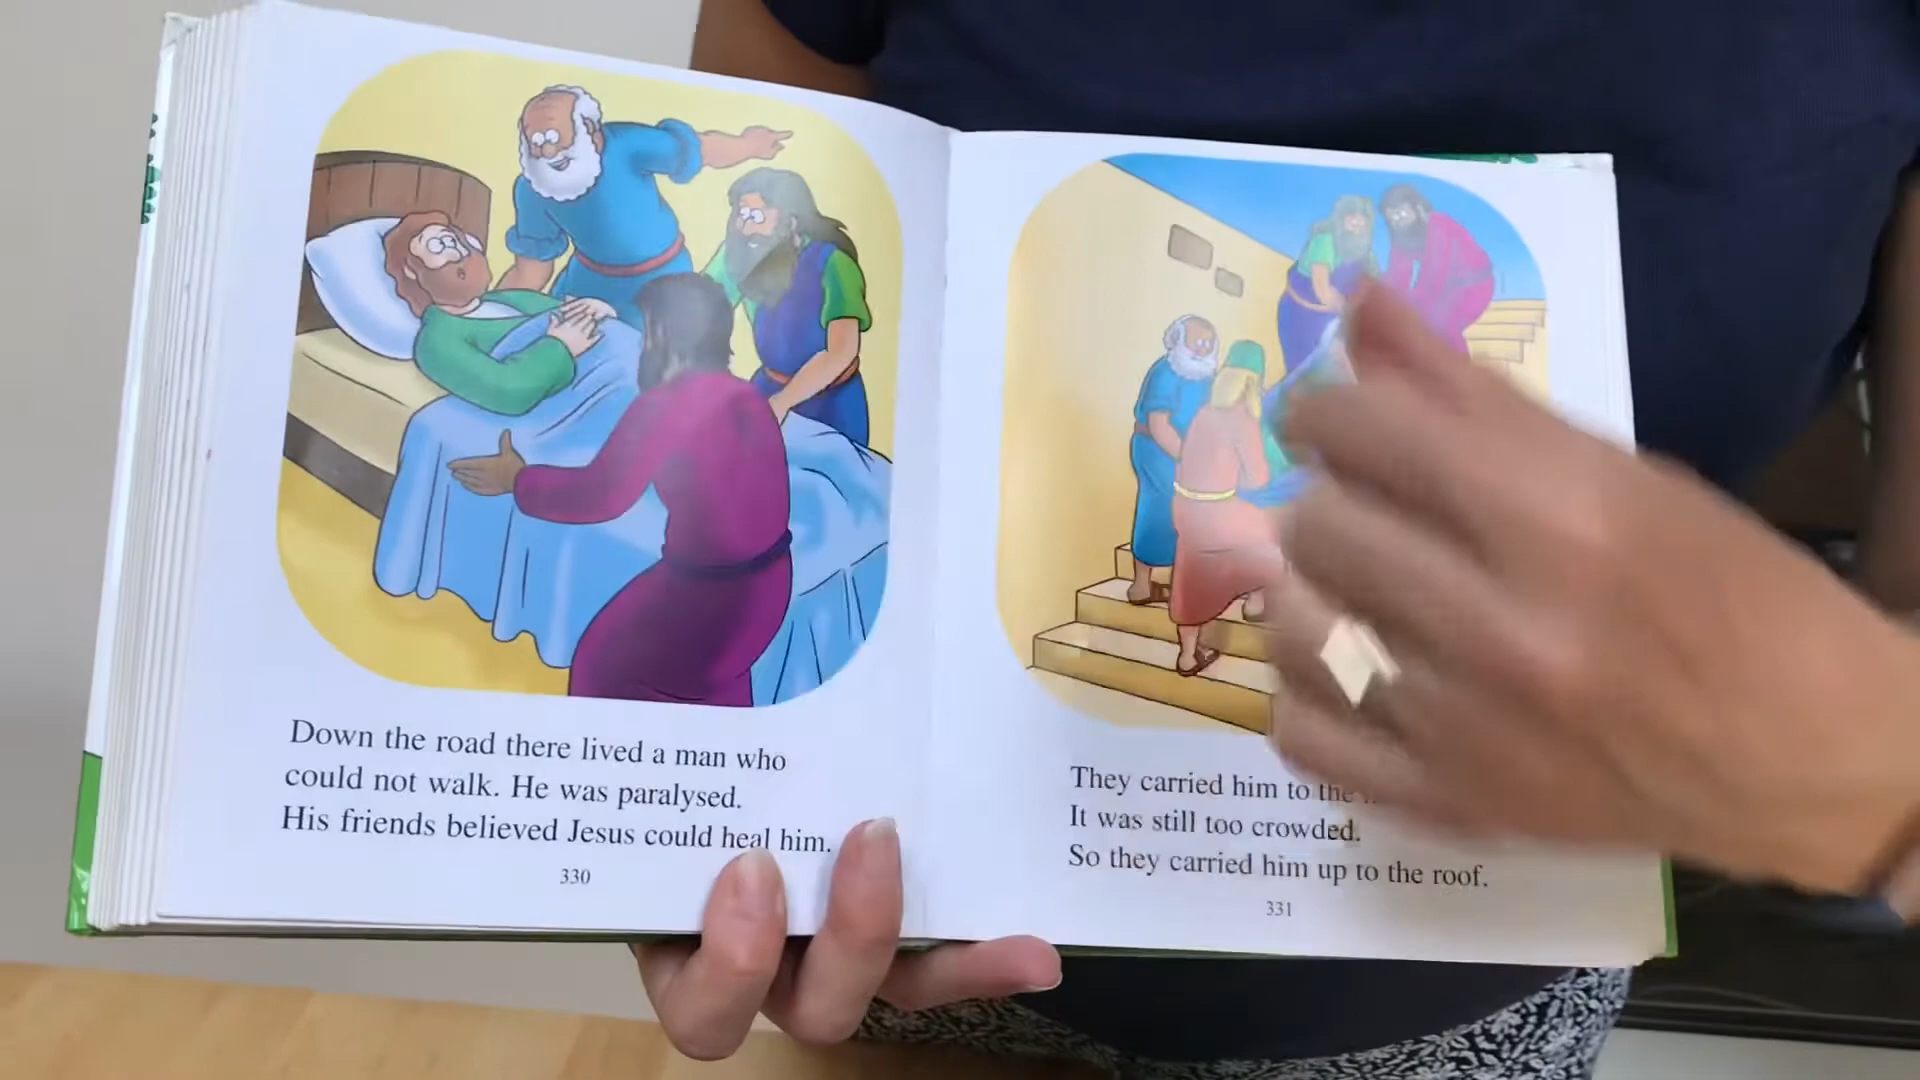 Down the road there lived a man who
could not walk. He was paralysed.
His friends believed Jesus could heal him.
330
They carried him to the
It was still too crowded.
So they carried him up to the roof.
331